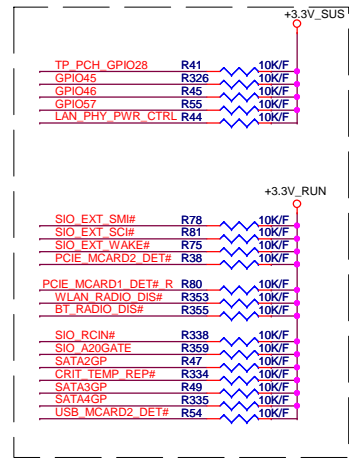 +3.3V_SUS
TP_PCH_GPIO28 R41 10K/F
GPIO45 R326 10K/F
GPIO46 R45 10K/F
GPIO57 R55 10K/F
LAN_PHY_PWR_CTRL R44 10K/F
+3.3V_RUN
SIO_EXT_SMI# R78 10K/F
SIO_EXT_SCI# R81 10K/F
SIO_EXT_WAKE# R75 10K/F
PCIE_MCARD2_DET# R38 10K/F
PCIE_MCARD1_DET#_R R80 10K/F
WLAN_RADIO_DIS# R353 10K/F
BT_RADIO_DIS# R355 10K/F
SIO_RCIN# R338 10K/F
SIO_A20GATE R359 10K/F
SATA2GP R47 10K/F
CRIT_TEMP_REP# R334 10K/F
SATA3GP R49 10K/F
SATA4GP R335 10K/F
USB_MCARD2_DET# R54 10K/F